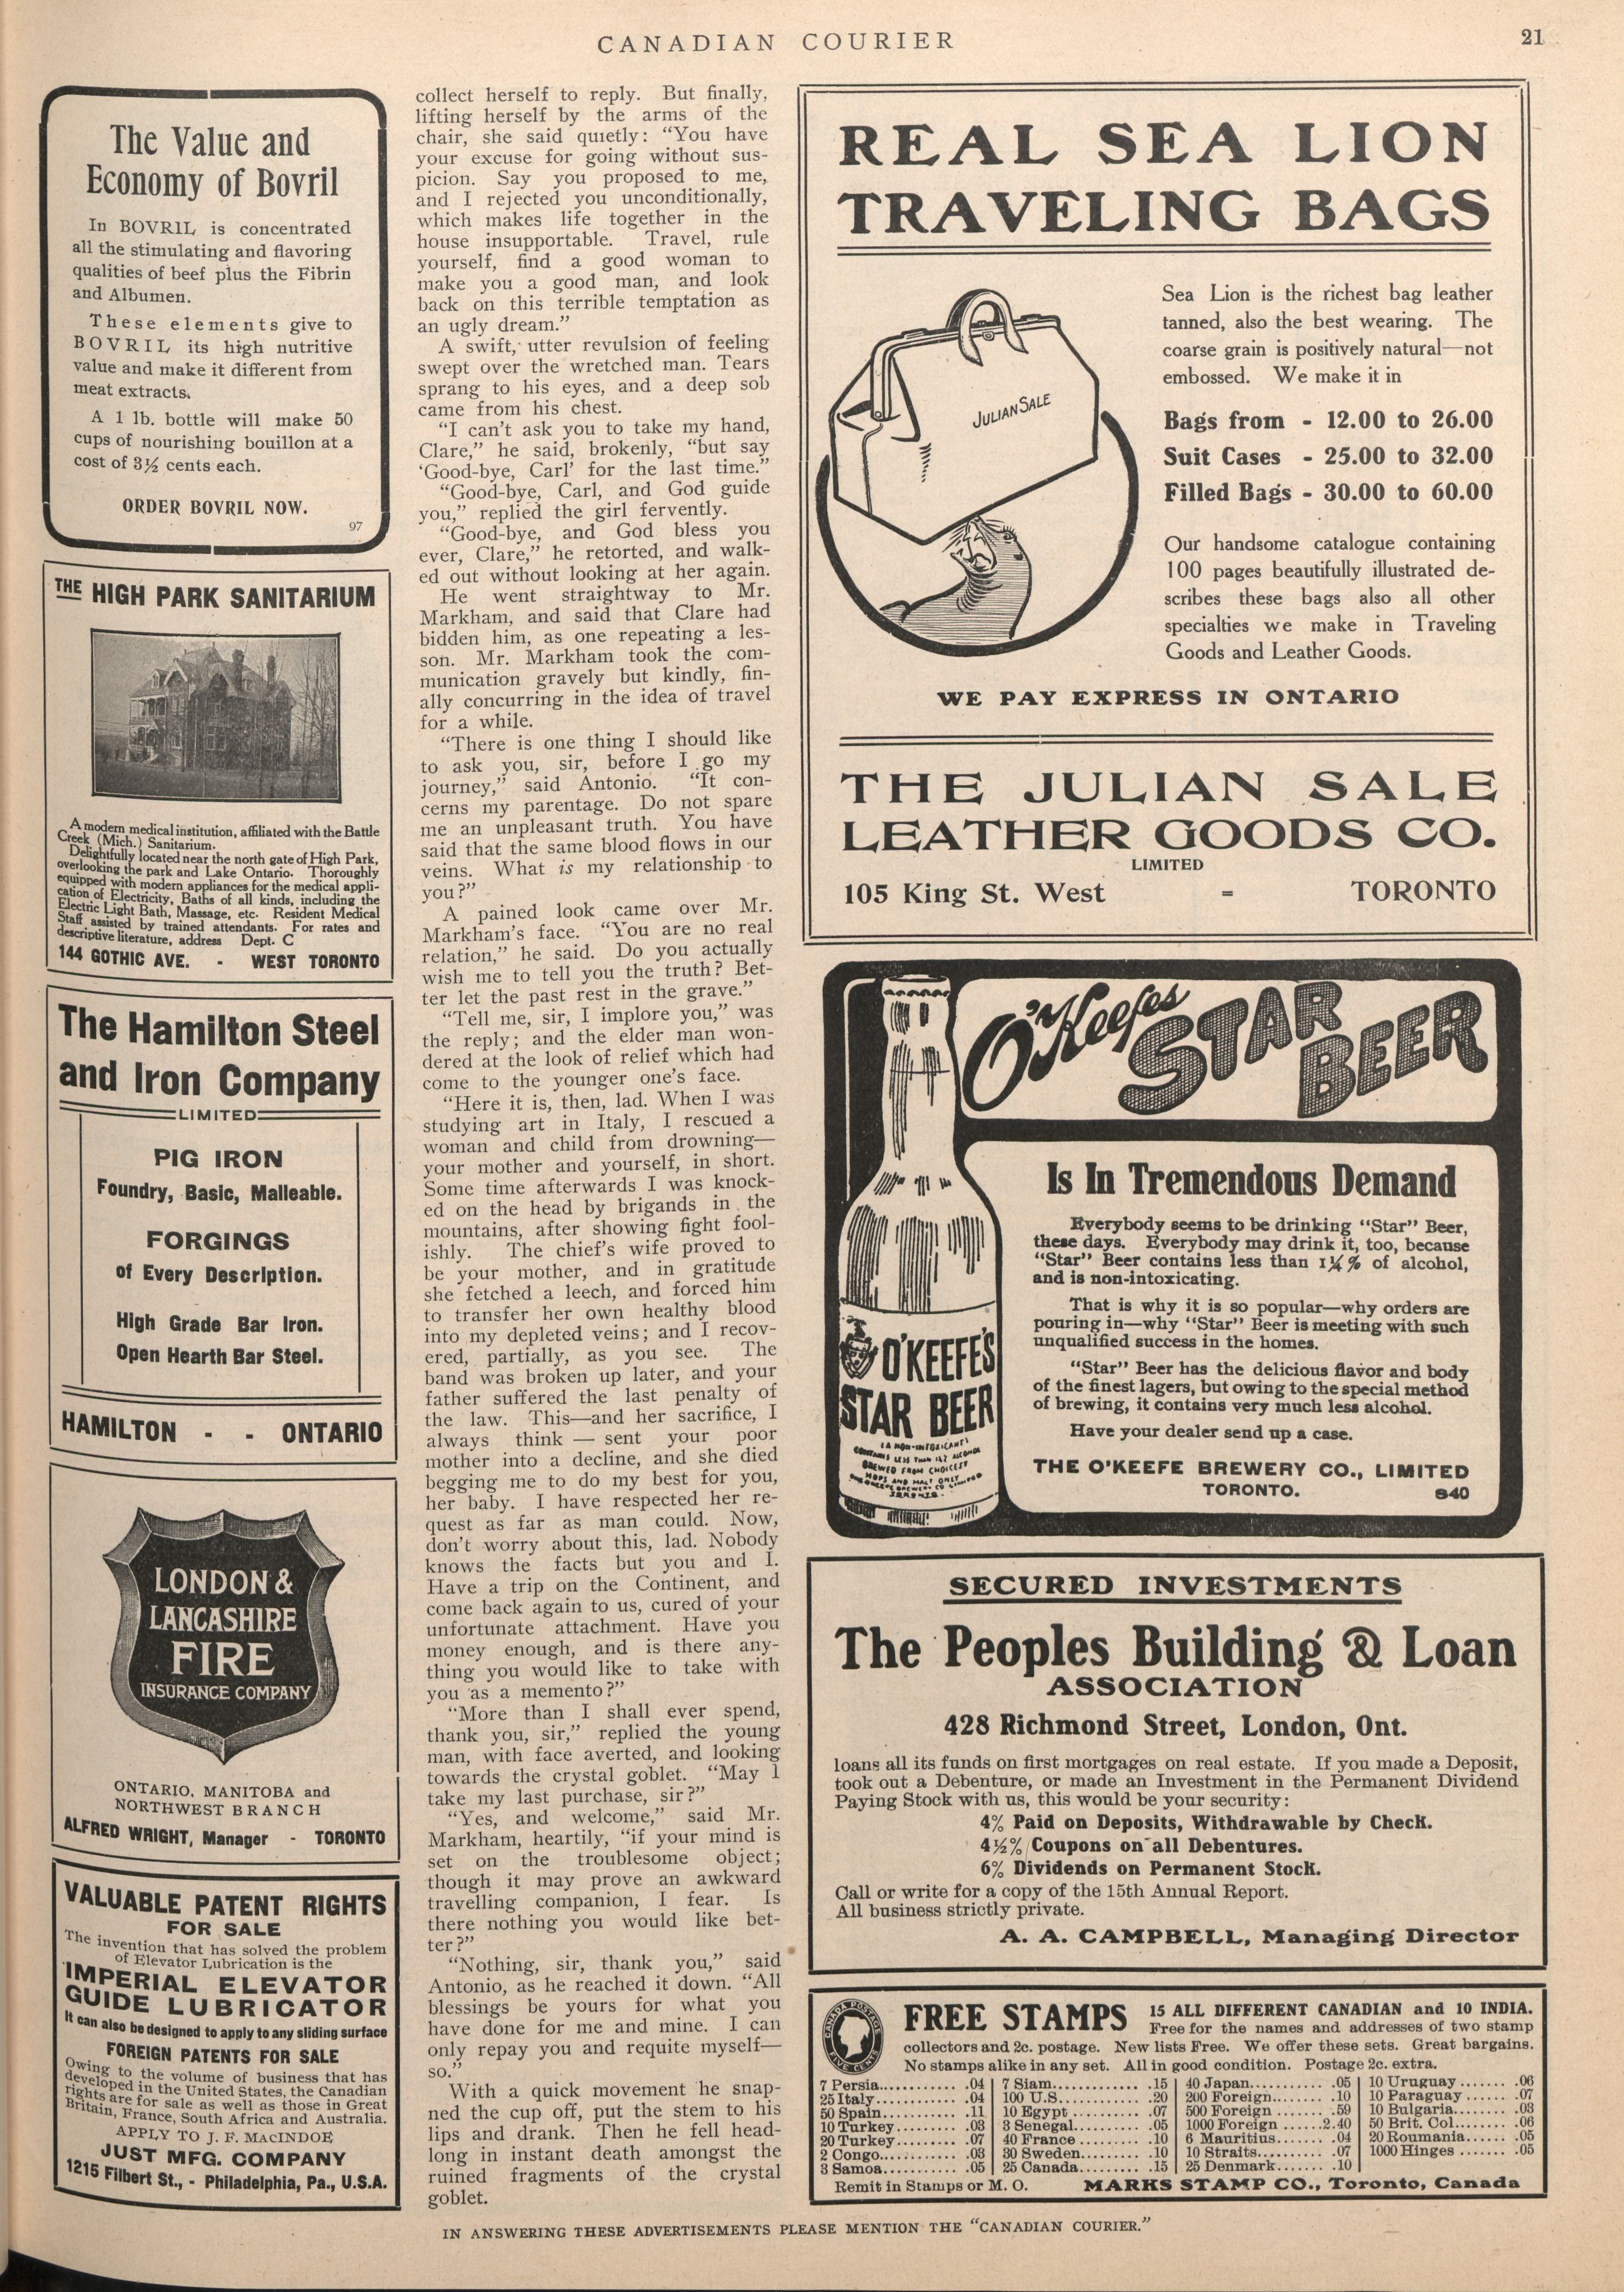 CANADIAN COURIER
21
The Value and
Economy of Bovril
In BOVRIL is concentrated
all the stimulating and flavoring
qualities of beef plus the Fibrin
and Albumen.
These elements give to
BOVRIL its high nutritive
value and make it different from
meat extracts.
A 1 lb. bottle will make 50
cups of nourishing bouillon at a
cost of 3½ cents each.
ORDER BOVRIL NOW.
97
THE HIGH PARK SANITARIUM
A modern medical institution, affiliated with the Battle
Creek (Mich.) Sanitarium.
Delightfully located near the north gate of High Park,
overlooking the park and Lake Ontario. Thoroughly
equipped with modern appliances for the medical appli-
cation of Electricity, Baths of all kinds, including the
Electric Light Bath, Massage, etc. Resident Medical
Staff assisted by trained attendants. For rates and
descriptive literature, address Dept. C
144 GOTHIC AVE. - WEST TORONTO
The Hamilton Steel
and Iron Company
LIMITED
PIG IRON
Foundry, Basic, Malleable.
FORGINGS
of Every Description.
High Grade Bar Iron.
Open Hearth Bar Steel.
HAMILTON - - ONTARIO
LONDON &
LANCASHIRE
FIRE
INSURANCE COMPANY
ONTARIO, MANITOBA and
NORTHWEST BRANCH
ALFRED WRIGHT, Manager - TORONTO
VALUABLE PATENT RIGHTS
FOR SALE
The invention that has solved the problem
of Elevator Lubrication is the
IMPERIAL ELEVATOR
GUIDE LUBRICATOR
It can also be designed to apply to any sliding surface
FOREIGN PATENTS FOR SALE
Owing to the volume of business that has
developed in the United States, the Canadian
rights are for sale as well as those in Great
Britain, France, South Africa and Australia.
APPLY TO J. F. MACINDOE
JUST MFG. COMPANY
1215 Filbert St., - Philadelphia, Pa., U.S.A.
collect herself to reply. But finally,
lifting herself by the arms of the
chair, she said quietly: "You have
your excuse for going without sus-
picion. Say you proposed to me,
and I rejected you unconditionally,
which makes life together in the
house insupportable. Travel, rule
yourself, find a good woman to
make you a good man, and look
back on this terrible temptation as
an ugly dream."
A swift, utter revulsion of feeling
swept over the wretched man. Tears
sprang to his eyes, and a deep sob
came from his chest.
"I can't ask you to take my hand,
Clare," he said, brokenly, "but say
'Good-bye, Carl' for the last time."
"Good-bye, Carl, and God guide
you," replied the girl fervently.
"Good-bye, and God bless you
ever, Clare," he retorted, and walk-
ed out without looking at her again.
He went straightway to Mr.
Markham, and said that Clare had
bidden him, as one repeating a les-
son. Mr. Markham took the com-
munication gravely but kindly, fin-
ally concurring in the idea of travel
for a while.
"There is one thing I should like
to ask you, sir, before I go my
journey," said Antonio. "It con-
cerns my parentage. Do not spare
me an unpleasant truth. You have
said that the same blood flows in our
veins. What is my relationship to
you?"
A pained look came over Mr.
Markham's face. "You are no real
relation," he said. Do you actually
wish me to tell you the truth? Bet-
ter let the past rest in the grave."
"Tell me, sir, I implore you," was
the reply; and the elder man won-
dered at the look of relief which had
come to the younger one's face.
"Here it is, then, lad. When I was
studying art in Italy, I rescued a
woman and child from drowning—
your mother and yourself, in short.
Some time afterwards I was knock-
ed on the head by brigands in the
mountains, after showing fight fool-
ishly. The chief's wife proved to
be your mother, and in gratitude
she fetched a leech, and forced him
to transfer her own healthy blood
into my depleted veins; and I recov-
ered, partially, as you see. The
band was broken up later, and your
father suffered the last penalty of
the law. This—and her sacrifice, I
always think — sent your poor
mother into a decline, and she died
begging me to do my best for you,
her baby. I have respected her re-
quest as far as man could. Now,
don't worry about this, lad. Nobody
knows the facts but you and I.
Have a trip on the Continent, and
come back again to us, cured of your
unfortunate attachment. Have you
money enough, and is there any-
thing you would like to take with
you as a memento?"
"More than I shall ever spend,
thank you, sir," replied the young
man, with face averted, and looking
towards the crystal goblet. "May I
take my last purchase, sir?"
"Yes, and welcome," said Mr.
Markham, heartily, "if your mind is
set on the troublesome object;
though it may prove an awkward
travelling companion, I fear. Is
there nothing you would like bet-
ter?"
"Nothing, sir, thank you," said
Antonio, as he reached it down. "All
blessings be yours for what you
have done for me and mine. I can
only repay you and requite myself—
so."
With a quick movement he snap-
ned the cup off, put the stem to his
lips and drank. Then he fell head-
long in instant death amongst the
ruined fragments of the crystal
goblet.
REAL SEA LION
TRAVELING BAGS
JULIAN SALE
Sea Lion is the richest bag leather
tanned, also the best wearing. The
coarse grain is positively natural—not
embossed. We make it in
Bags from - 12.00 to 26.00
Suit Cases - 25.00 to 32.00
Filled Bags - 30.00 to 60.00
Our handsome catalogue containing
100 pages beautifully illustrated de-
scribes these bags also all other
specialties we make in Traveling
Goods and Leather Goods.
WE PAY EXPRESS IN ONTARIO
THE JULIAN SALE
LEATHER GOODS CO.
LIMITED
105 King St. West - TORONTO
O'Keefes
STAR
BEER
Is In Tremendous Demand
Everybody seems to be drinking "Star" Beer,
these days. Everybody may drink it, too, because
"Star" Beer contains less than 1¼% of alcohol,
and is non-intoxicating.
That is why it is so popular—why orders are
pouring in—why "Star" Beer is meeting with such
unqualified success in the homes.
"Star" Beer has the delicious flavor and body
of the finest lagers, but owing to the special method
of brewing, it contains very much less alcohol.
Have your dealer send up a case.
THE O'KEEFE BREWERY CO., LIMITED
TORONTO. 840
O'KEEFE'S
STAR BEER
(A NON-INTOXICANT)
CONTAINS LESS THAN 1¼% ALCOHOL
BREWED FROM CHOICEST
HOPS AND MALT ONLY
THE O'KEEFE BREWERY CO LIMITED
TORONTO
SECURED INVESTMENTS
The Peoples Building & Loan
ASSOCIATION
428 Richmond Street, London, Ont.
loans all its funds on first mortgages on real estate. If you made a Deposit,
took out a Debenture, or made an Investment in the Permanent Dividend
Paying Stock with us, this would be your security:
4% Paid on Deposits, Withdrawable by Check.
4½% Coupons on all Debentures.
6% Dividends on Permanent Stock.
Call or write for a copy of the 15th Annual Report.
All business strictly private.
A. A. CAMPBELL, Managing Director
CANADA POSTAGE
FIVE CENTS
FREE STAMPS 15 ALL DIFFERENT CANADIAN and 10 INDIA.
Free for the names and addresses of two stamp
collectors and 2c. postage. New lists Free. We offer these sets. Great bargains.
No stamps alike in any set. All in good condition. Postage 2c. extra.
7 Persia............ .04
25 Italy............ .04
50 Spain............ .11
10 Turkey.......... .03
20 Turkey.......... .07
2 Congo............ .03
3 Samoa............ .05
7 Siam............ .15
100 U.S............ .20
10 Egypt.......... .07
3 Senegal.......... .05
40 France.......... .10
30 Sweden.......... .10
25 Canada.......... .15
40 Japan............ .05
200 Foreign........ .10
500 Foreign........ .59
1000 Foreign.......2.40
6 Mauritius........ .04
10 Straits.......... .07
25 Denmark........ .10
10 Uruguay........ .06
10 Paraguay....... .07
10 Bulgaria......... .03
50 Brit. Col......... .06
20 Roumania....... .05
1000 Hinges........ .05
Remit in Stamps or M. O. MARKS STAMP CO., Toronto, Canada
IN ANSWERING THESE ADVERTISEMENTS PLEASE MENTION THE "CANADIAN COURIER."